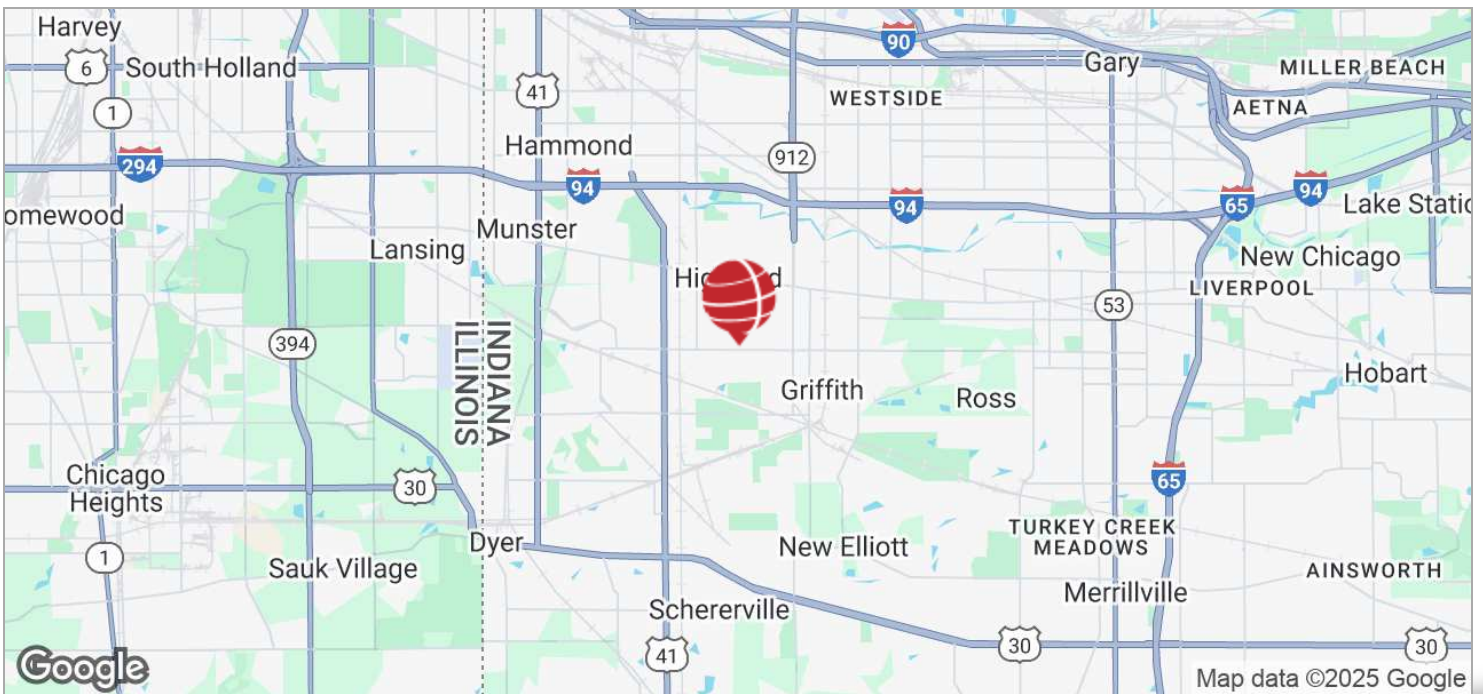 Harvey
6
South Holland
1
41
90
Gary
MILLER BEACH
WESTSIDE
AETNA
294
Hammond
912
94
94
65
94
omewood
Lake Static
Munster
Lansing
New Chicago
LIVERPOOL
394
INDIANA
ILLINOIS
53
Griffith
Ross
Hobart
Chicago
Heights
30
65
1
Dyer
Sauk Village
New Elliott
TURKEY CREEK
MEADOWS
AINSWORTH
Merrillville
Schererville
41
30
30
Google
Map data ©2025 Google